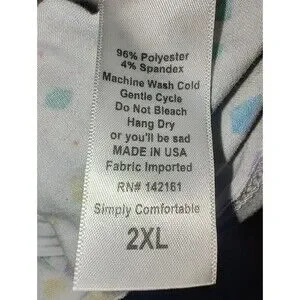 96% Polyester
4% Spandex
Machine Wash Cold
Gentle Cycle
Do Not Bleach
Hang Dry
or you'll be sad
MADE IN USA
Fabric Imported
RN# 142161
Simply Comfortable
2XL